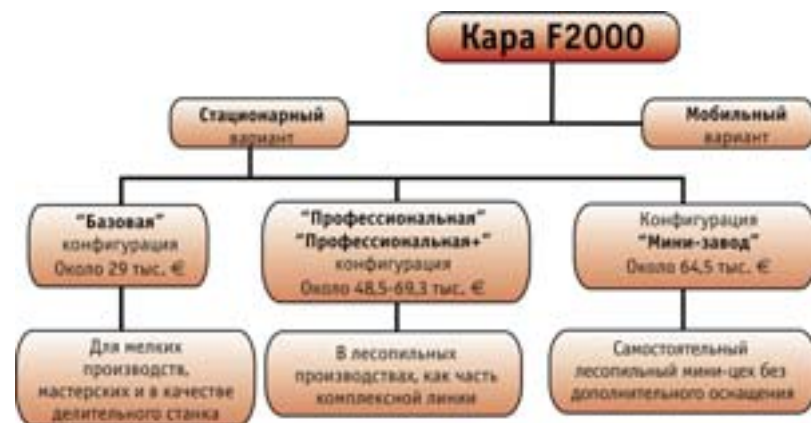 Кара F2000
Стационарный
вариант
Мобильный
вариант
"Базовая"
конфигурация
Около 29 тыс. €
"Профессиональная"
"Профессиональная+"
конфигурация
Около 48,5-69,3 тыс. €
Конфигурация
"Мини-завод"
Около 64,5 тыс. €
Для мелких
производств,
мастерских и в качестве
делительного станка
В лесопильных
производствах, как часть
комплексной линии
Самостоятельный
лесопильный мини-цех без
дополнительного оснащения